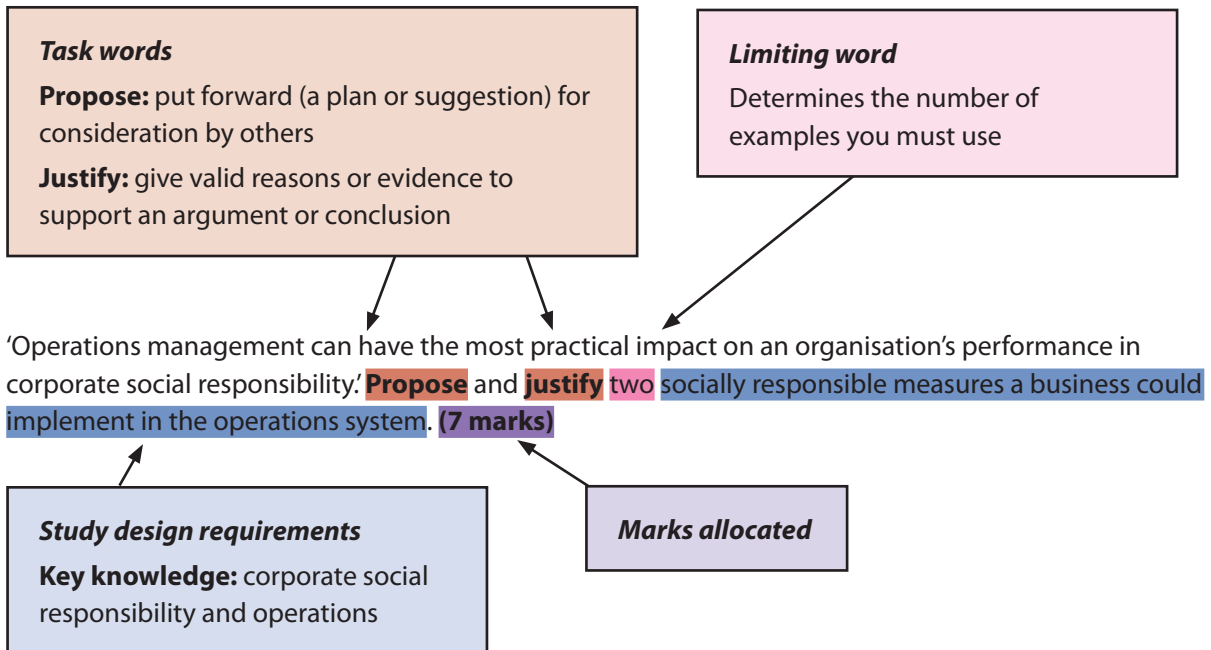 Task words
Propose: put forward (a plan or suggestion) for
consideration by others
Justify: give valid reasons or evidence to
support an argument or conclusion
Limiting word
Determines the number of
examples you must use
‘Operations management can have the most practical impact on an organisation’s performance in
corporate social responsibility.’ Propose and justify two socially responsible measures a business could
implement in the operations system. (7 marks)
Study design requirements
Key knowledge: corporate social
responsibility and operations
Marks allocated